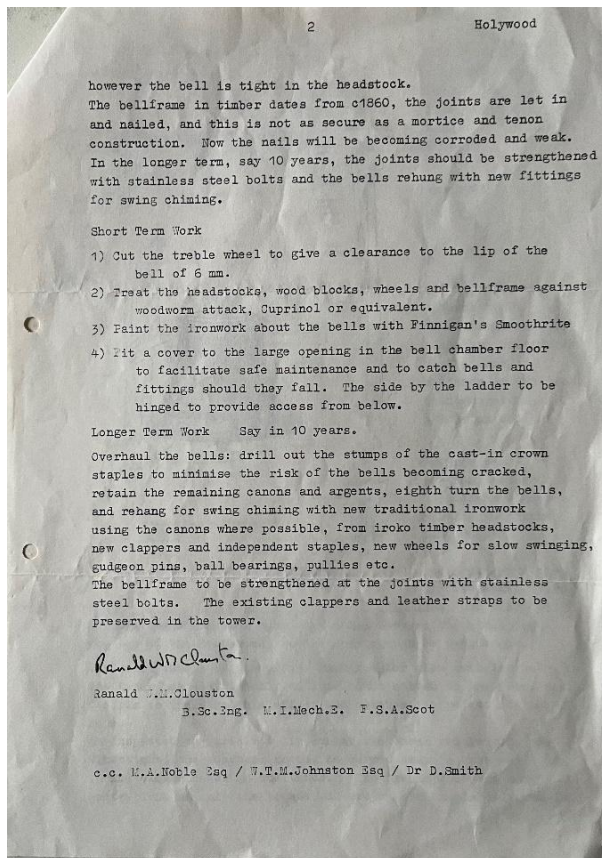 2
Holywood
however the bell is tight in the headstock.
The bellframe in timber dates from c1860, the joints are let in
and nailed, and this is not as secure as a mortice and tenon
construction. Now the nails will be becoming corroded and weak.
In the longer term, say 10 years, the joints should be strengthened
with stainless steel bolts and the bells rehung with new fittings
for swing chiming.
Short Term Work
1) Cut the treble wheel to give a clearance to the lip of the
bell of 6 mm.
2) Treat the headstocks, wood blocks, wheels and bellframe against
woodworm attack, Cuprinol or equivalent.
3) Paint the ironwork about the bells with Finnigan's Smoothrite
4) Fit a cover to the large opening in the bell chamber floor
to facilitate safe maintenance and to catch bells and
fittings should they fall. The side by the ladder to be
hinged to provide access from below.
Longer Term Work Say in 10 years.
Overhaul the bells: drill out the stumps of the cast-in crown
staples to minimise the risk of the bells becoming cracked,
retain the remaining canons and argents, eighth turn the bells,
and rehang for swing chiming with new traditional ironwork
using the canons where possible, from iroko timber headstocks,
new clappers and independent staples, new wheels for slow swinging,
gudgeon pins, ball bearings, pullies etc.
The bellframe to be strengthened at the joints with stainless
steel bolts. The existing clappers and leather straps to be
preserved in the tower.
Ranald W M Clouston.
Ranald W.M.Clouston
B.Sc.Eng. M.I.Mech.E. F.S.A.Scot
c.c. M.A.Noble Esq / W.T.M.Johnston Esq / Dr D.Smith